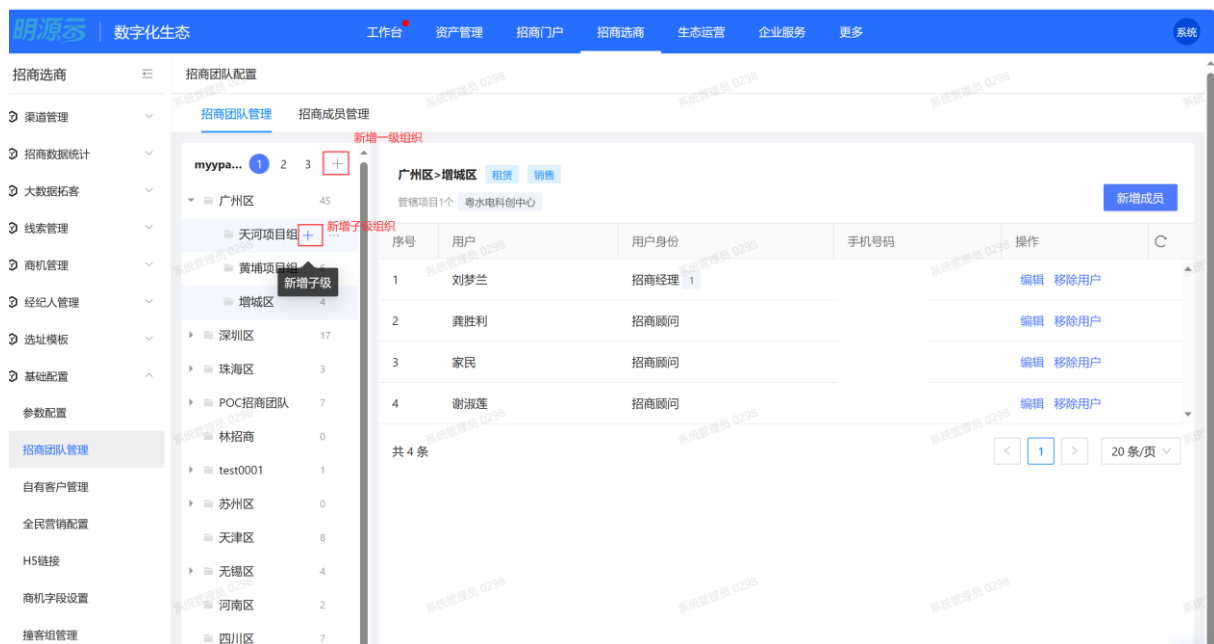 明源云 | 数字化生态 工作台 资产管理 招商门户 招商选商 生态运营 企业服务 更多 系统
招商选商
招商团队配置
渠道管理
招商团队管理 招商成员管理
新增一级组织
招商数据统计
myypa... 1 2 3 +
广州区>增城区 租赁 销售
大数据拓客
广州区 45
管辖项目1个 粤水电科创中心
新增成员
线索管理
天河项目组 + ...
新增子级组织
序号 用户 用户身份 手机号码 操作
商机管理
黄埔项目组
新增子级
1 刘梦兰 招商经理 1 编辑 移除用户
经纪人管理
增城区 4
2 龚胜利 招商顾问 编辑 移除用户
选址模板
深圳区 17
3 家民 招商顾问 编辑 移除用户
基础配置
珠海区 3
参数配置
POC招商团队 7
4 谢淑莲 招商顾问 编辑 移除用户
招商团队管理
林招商 0
共 4 条 < 1 > 20 条/页
test0001 1
自有客户管理
苏州区 0
全民营销配置
天津区 8
H5链接
无锡区 4
商机字段设置
河南区 2
撞客组管理
四川区 7
系统管理员 0298